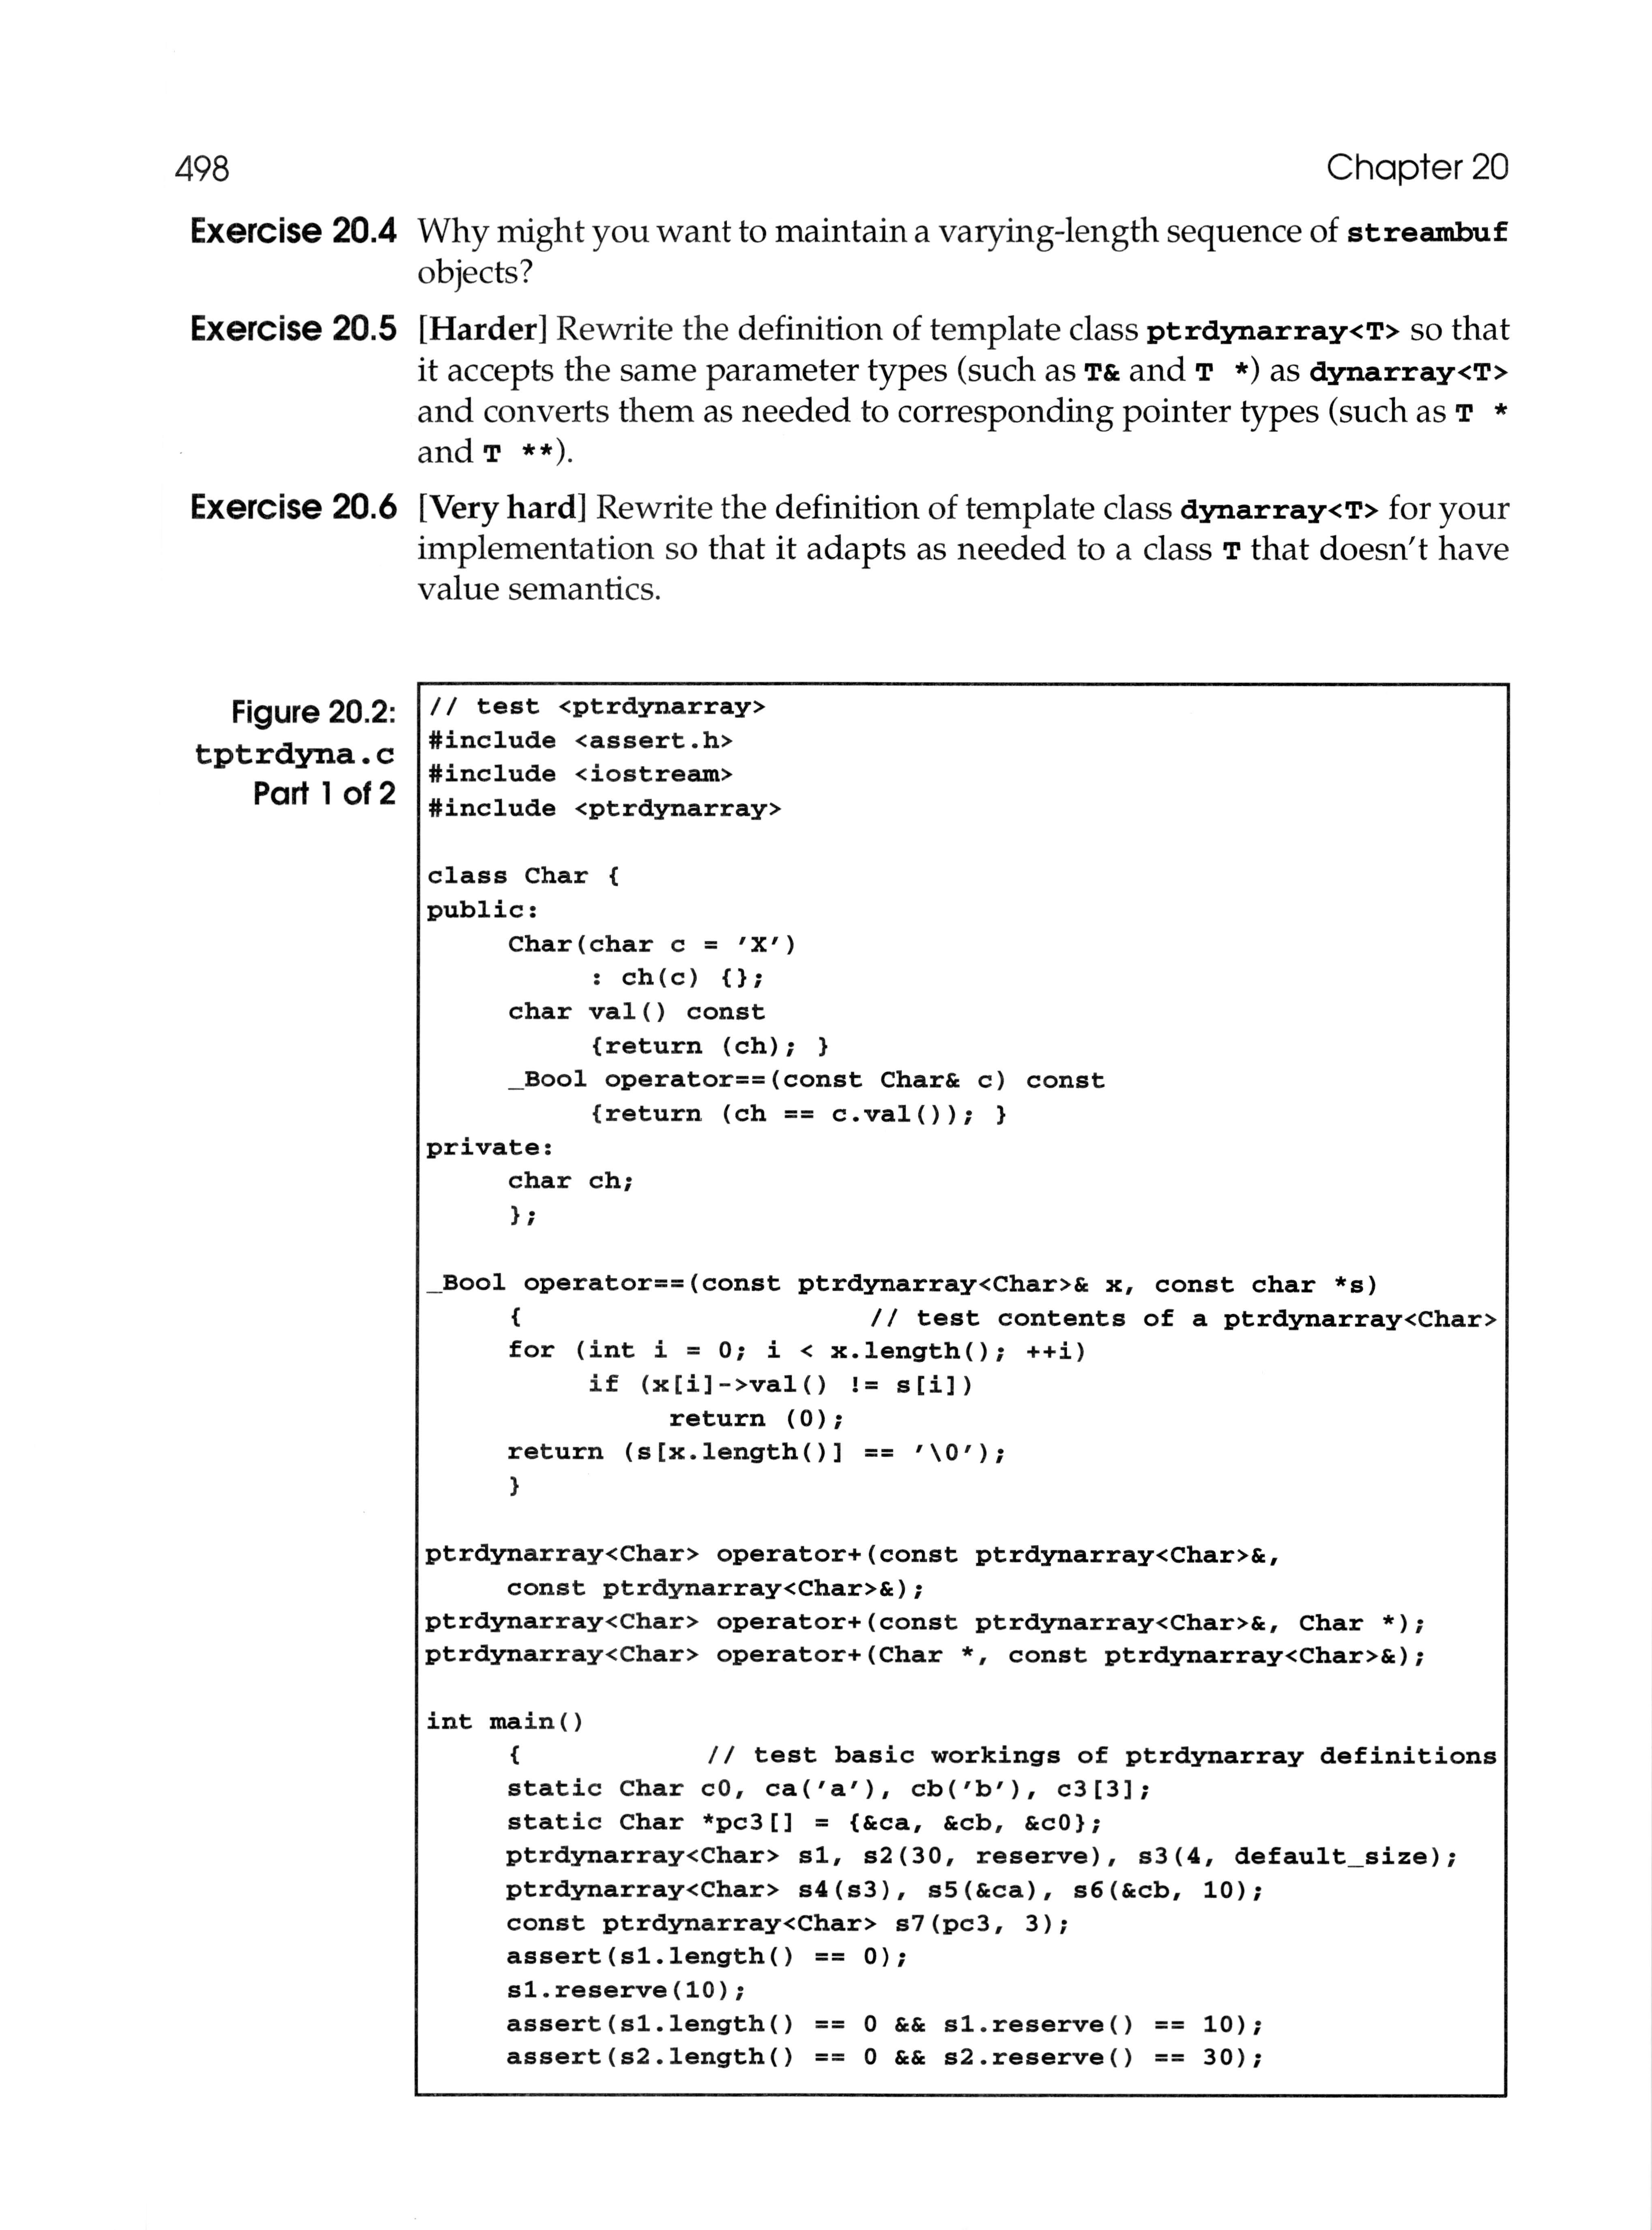 498
Chapter 20
Exercise 20.4 Why might you want to maintain a varying-length sequence of streambuf
objects?
Exercise 20.5 [Harder] Rewrite the definition of template class ptrdynarray<T> so that
it accepts the same parameter types (such as T& and T *) as dynarray<T>
and converts them as needed to corresponding pointer types (such as T *
and T **).
Exercise 20.6 [Very hard] Rewrite the definition of template class dynarray<T> for your
implementation so that it adapts as needed to a class T that doesn't have
value semantics.
Figure 20.2:
tptrdyna.c
Part 1 of 2
// test <ptrdynarray>
#include <assert.h>
#include <iostream>
#include <ptrdynarray>

class Char {
public:
     Char(char c = 'X')
          : ch(c) {};
     char val() const
          {return (ch); }
     _Bool operator==(const Char& c) const
          {return (ch == c.val()); }
private:
     char ch;
     };

_Bool operator==(const ptrdynarray<Char>& x, const char *s)
     {                      // test contents of a ptrdynarray<Char>
     for (int i = 0; i < x.length(); ++i)
          if (x[i]->val() != s[i])
               return (0);
     return (s[x.length()] == '\0');
     }

ptrdynarray<Char> operator+(const ptrdynarray<Char>&,
     const ptrdynarray<Char>&);
ptrdynarray<Char> operator+(const ptrdynarray<Char>&, Char *);
ptrdynarray<Char> operator+(Char *, const ptrdynarray<Char>&);

int main()
     {            // test basic workings of ptrdynarray definitions
     static Char c0, ca('a'), cb('b'), c3[3];
     static Char *pc3[] = {&ca, &cb, &c0};
     ptrdynarray<Char> s1, s2(30, reserve), s3(4, default_size);
     ptrdynarray<Char> s4(s3), s5(&ca), s6(&cb, 10);
     const ptrdynarray<Char> s7(pc3, 3);
     assert(s1.length() == 0);
     s1.reserve(10);
     assert(s1.length() == 0 && s1.reserve() == 10);
     assert(s2.length() == 0 && s2.reserve() == 30);